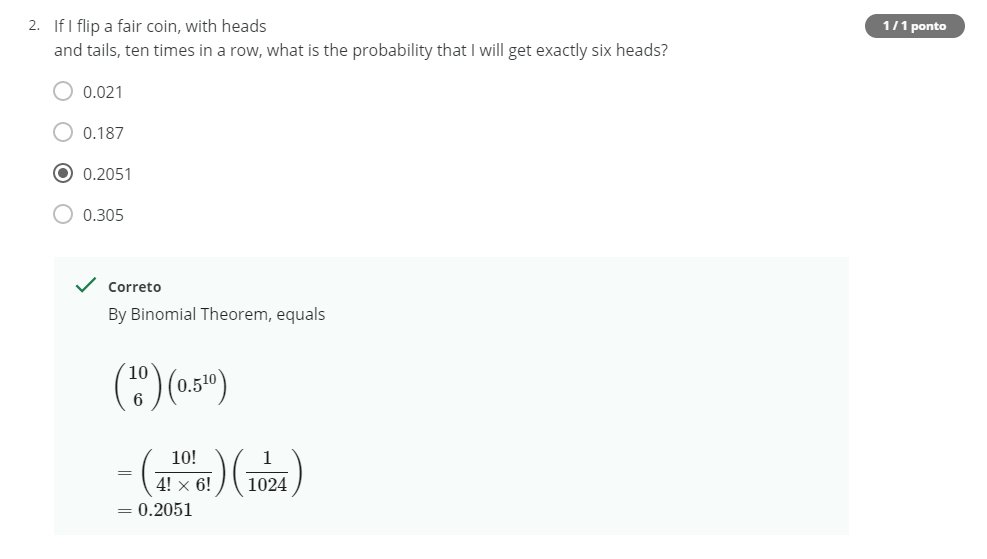 2. If I flip a fair coin, with heads
1 / 1 ponto
and tails, ten times in a row, what is the probability that I will get exactly six heads?
0.021
0.187
0.2051
0.305
Correto
By Binomial Theorem, equals
(10 6)(0.5¹⁰)
= (10! / 4! × 6!)(1 / 1024)
= 0.2051